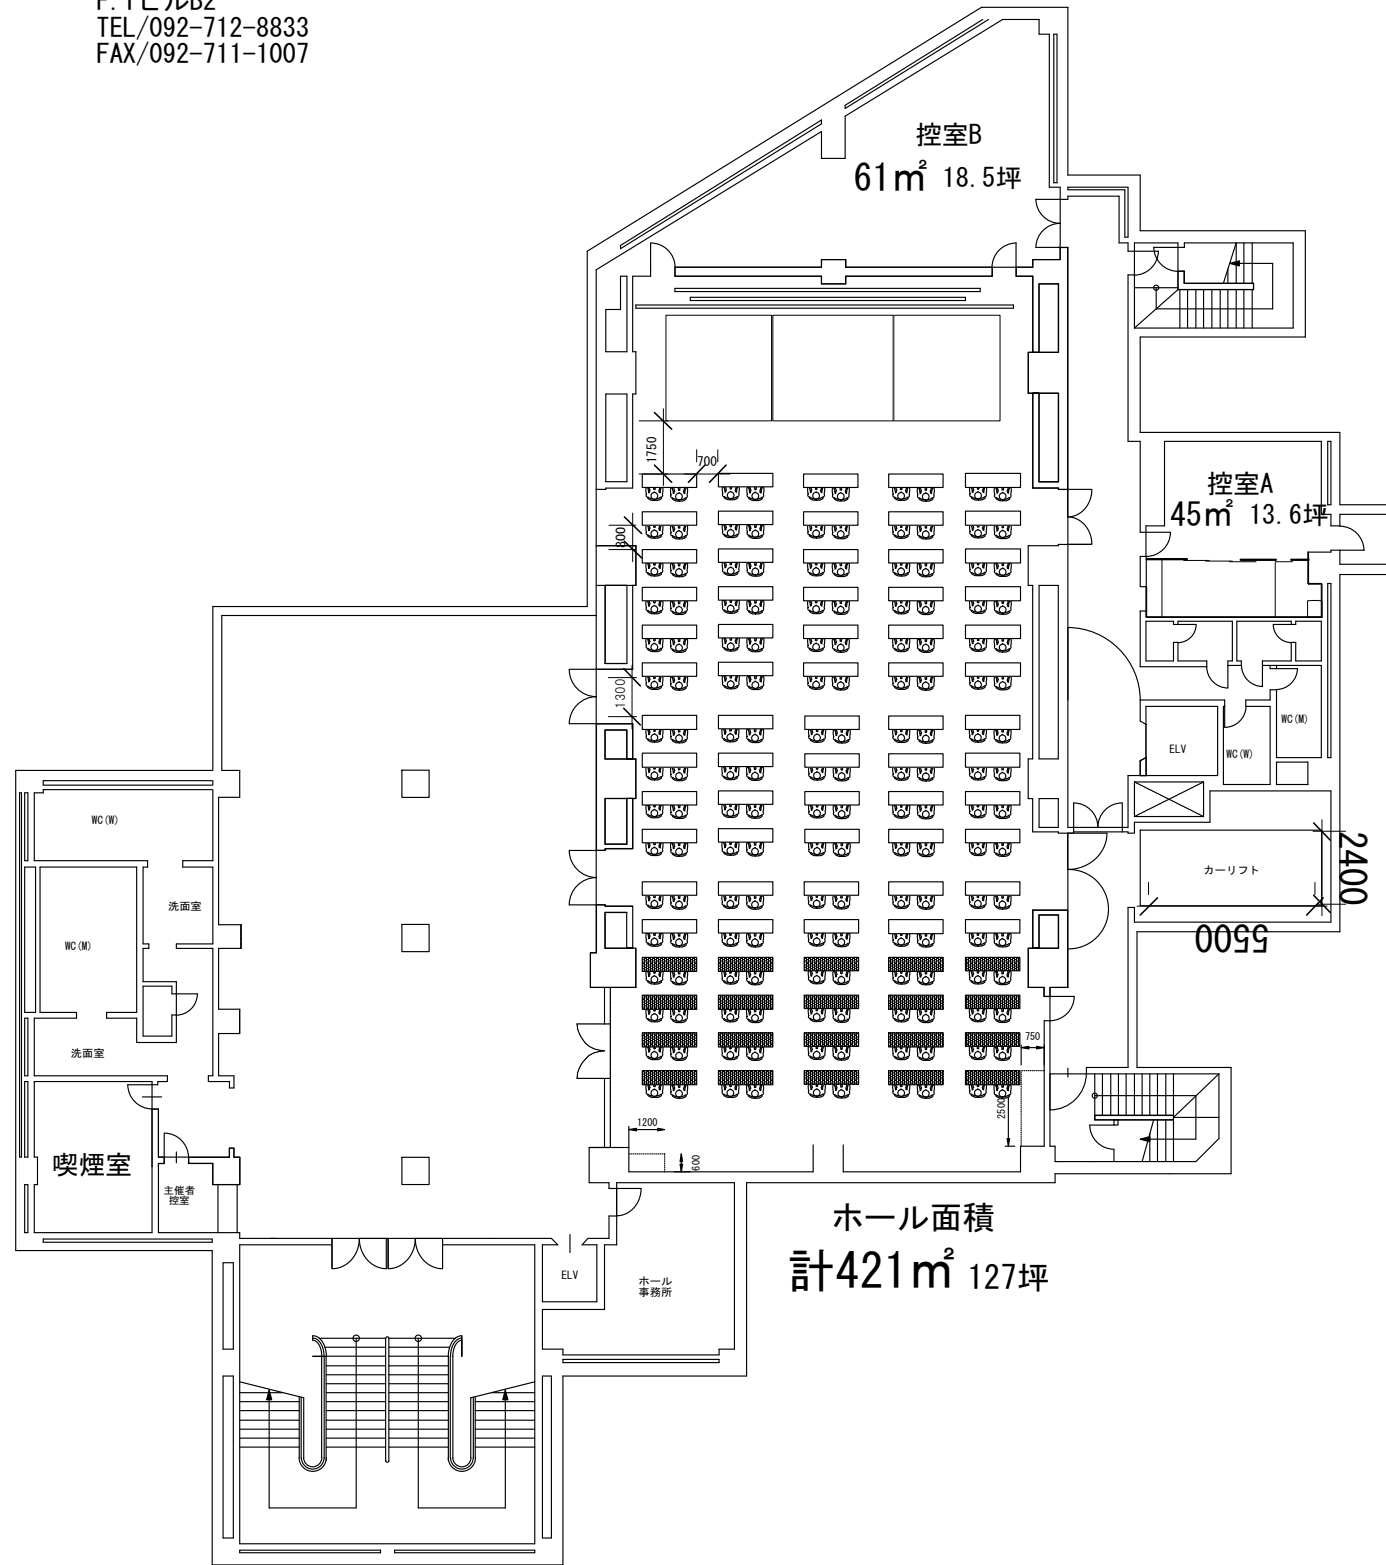 TEL/092-712-8833
FAX/092-711-1007
控室B
61㎡ 18.5坪
1750
700
控室A
45㎡ 13.6坪
800
1300
ELV
WC(W)
WC(M)
カーリフト
2400
5500
WC(W)
洗面室
WC(M)
洗面室
750
2500
1200
600
喫煙室
主催者
控室
ELV
ホール
事務所
ホール面積
計421㎡ 127坪